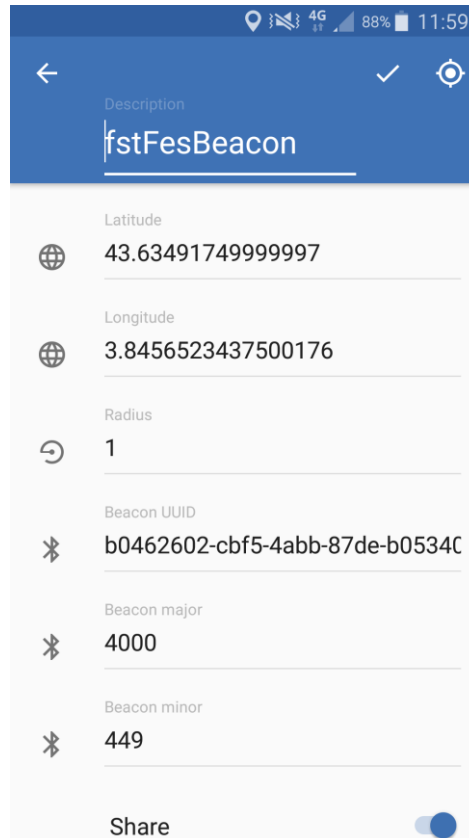 4G 88% 11:59
Description
fstFesBeacon
Latitude
43.63491749999997
Longitude
3.8456523437500176
Radius
1
Beacon UUID
b0462602-cbf5-4abb-87de-b05340
Beacon major
4000
Beacon minor
449
Share